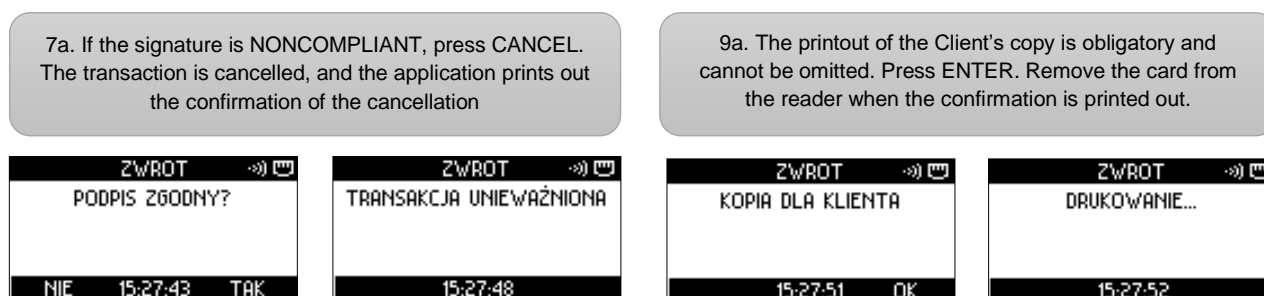 7a. If the signature is NONCOMPLIANT, press CANCEL.
The transaction is cancelled, and the application prints out
the confirmation of the cancellation
9a. The printout of the Client's copy is obligatory and
cannot be omitted. Press ENTER. Remove the card from
the reader when the confirmation is printed out.
ZWROT
PODPIS ZGODNY?
NIE 15:27:43 TAK
ZWROT
TRANSAKCJA UNIEWAŻNIONA
15:27:48
ZWROT
KOPIA DLA KLIENTA
15:27:51 OK
ZWROT
DRUKOWANIE...
15:27:52